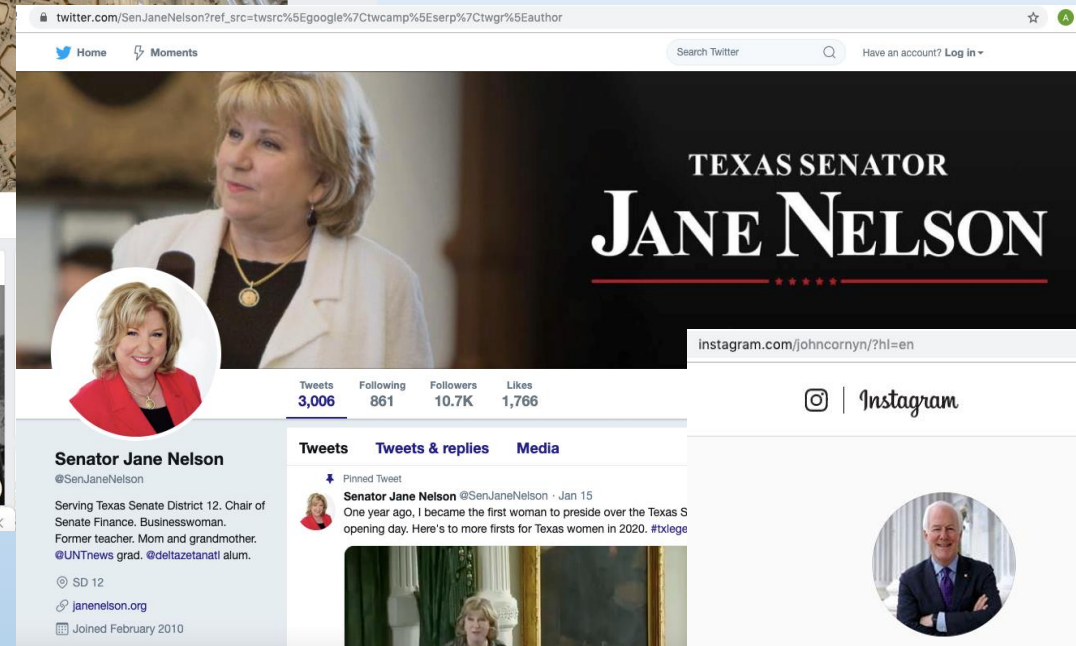 twitter.com/SenJaneNelson?ref_src=twsrc%5Egoogle%7Ctwcamp%5Eserp%7Ctwgr%5Eauthor
A
Home Moments
Search Twitter
Have an account? Log in
TEXAS SENATOR
JANE NELSON
Tweets Following Followers Likes
3,006 861 10.7K 1,766
Senator Jane Nelson
@SenJaneNelson
Serving Texas Senate District 12. Chair of
Senate Finance. Businesswoman.
Former teacher. Mom and grandmother.
@UNTnews grad. @deltazetanatl alum.
SD 12
janenelson.org
Joined February 2010
Tweets Tweets & replies Media
Pinned Tweet
Senator Jane Nelson @SenJaneNelson · Jan 15
One year ago, I became the first woman to preside over the Texas S
opening day. Here's to more firsts for Texas women in 2020. #txlege
instagram.com/johncornyn/?hl=en
Instagram